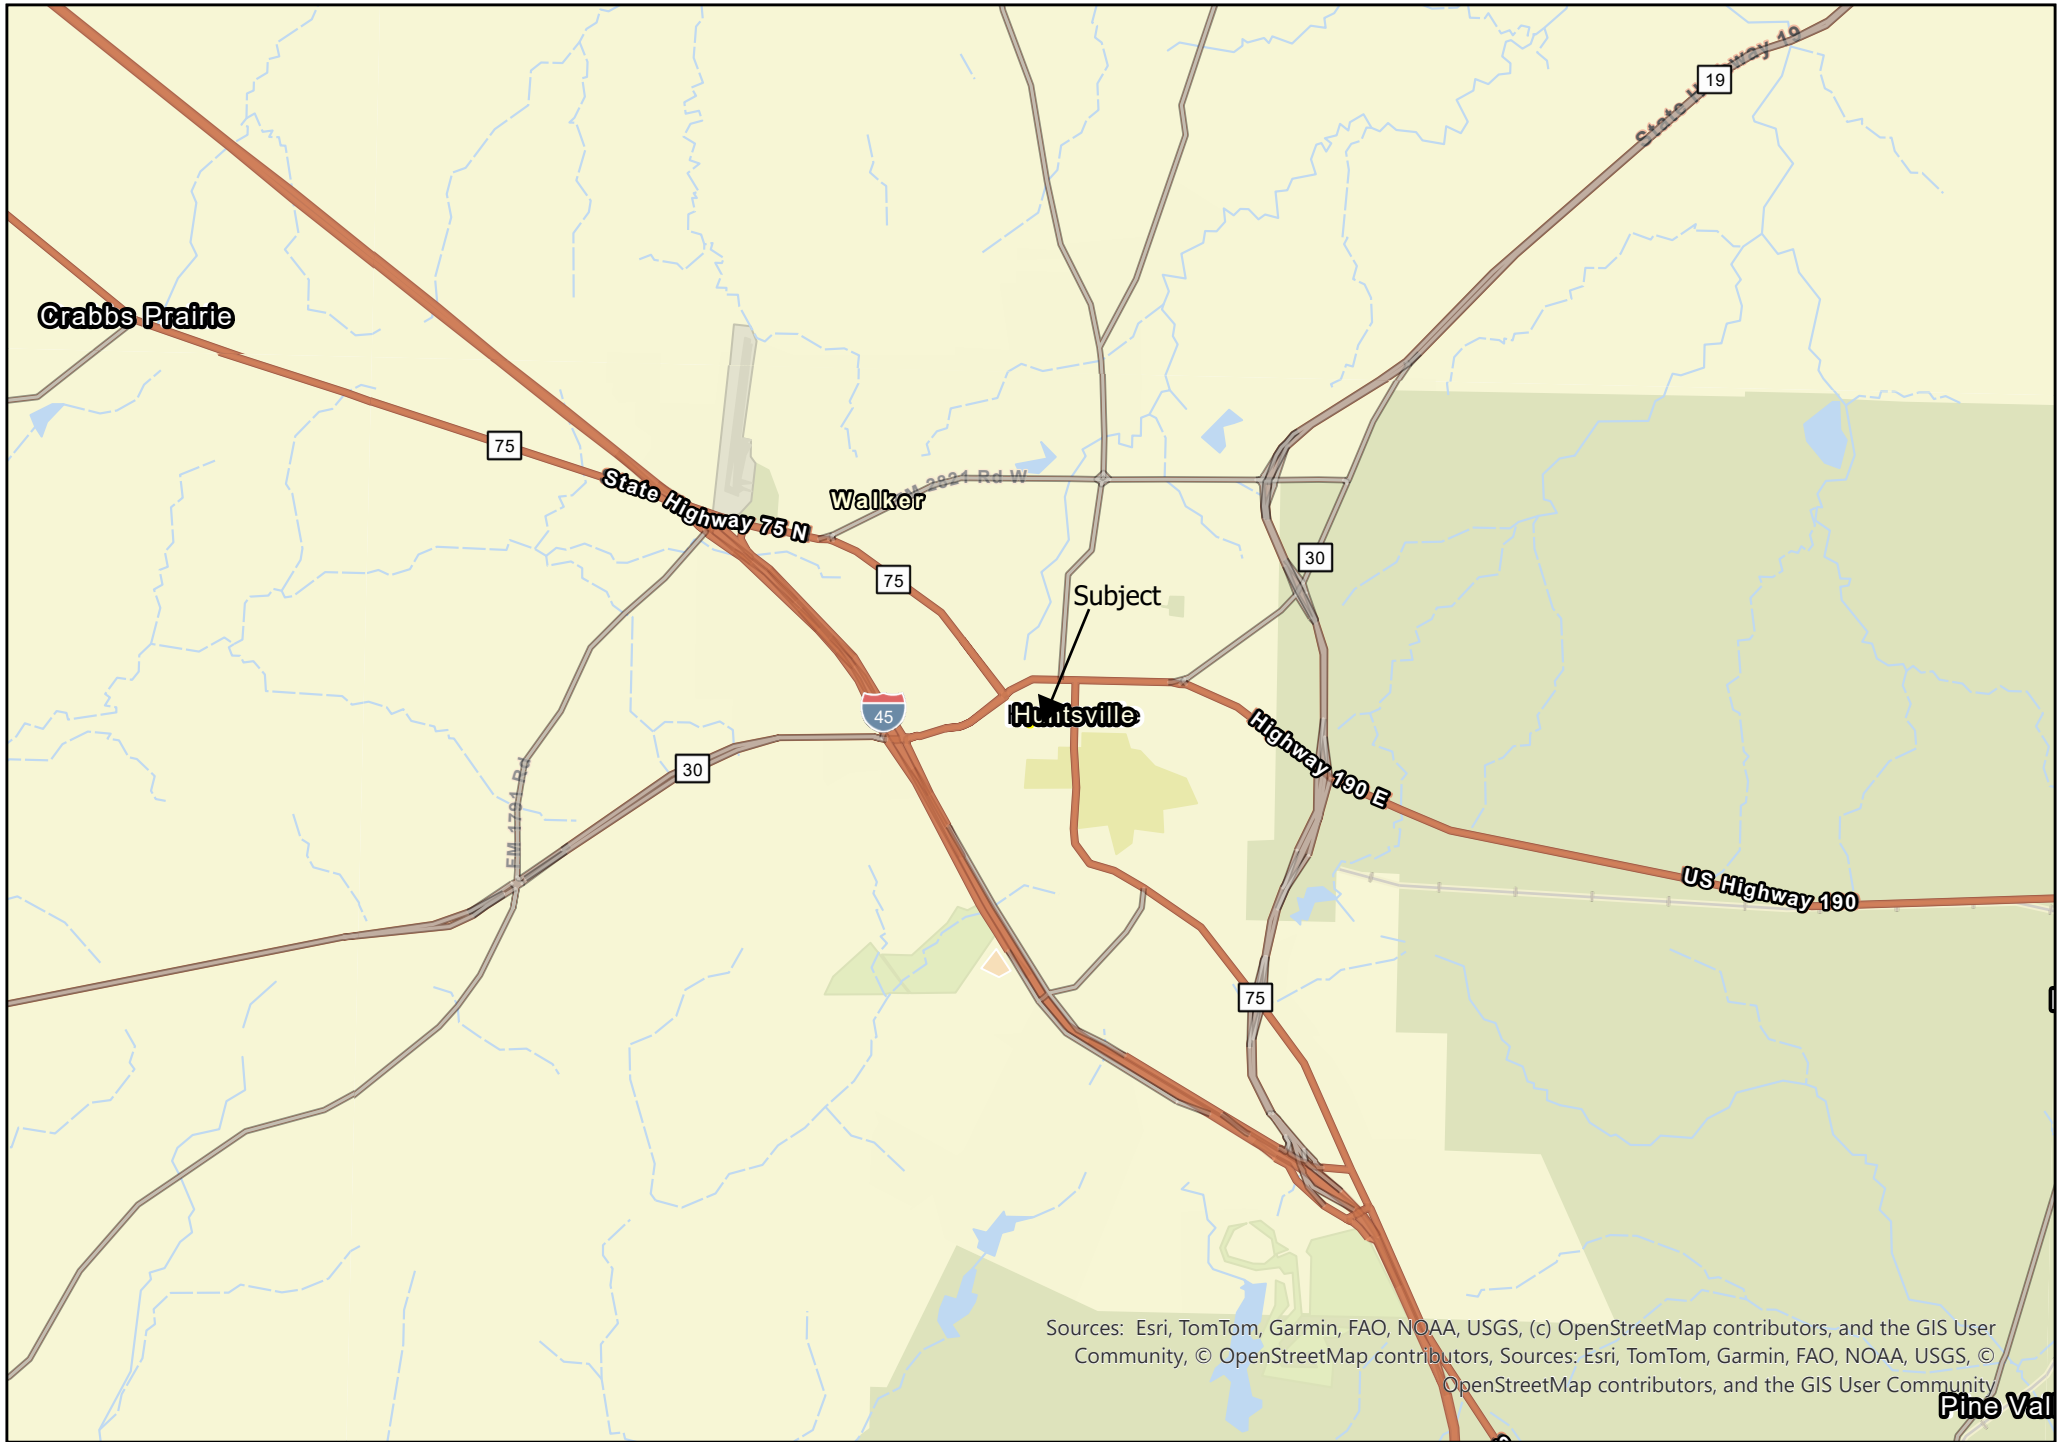 State Highway 19
19
Crabbs Prairie
75
State Highway 75 N
Walker
FM 2821 Rd W
75
30
Subject
45
Huntsville
Highway 190 E
30
FM 1791 Rd
US Highway 190
75
Sources: Esri, TomTom, Garmin, FAO, NOAA, USGS, (c) OpenStreetMap contributors, and the GIS User
Community, © OpenStreetMap contributors, Sources: Esri, TomTom, Garmin, FAO, NOAA, USGS, ©
OpenStreetMap contributors, and the GIS User Community
Pine Val